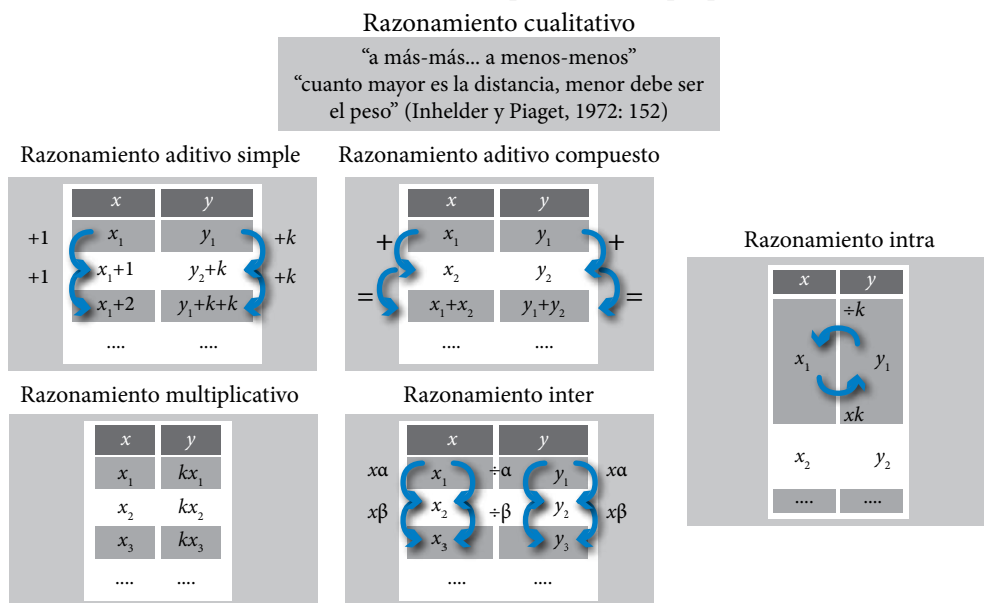 Razonamiento cualitativo
“a más-más... a menos-menos”
“cuanto mayor es la distancia, menor debe ser
el peso” (Inhelder y Piaget, 1972: 152)
Razonamiento aditivo simple
x y
+1 x₁ y₁ +k
+1 x₁+1 y₂+k +k
x₁+2 y₁+k+k
.... ....
Razonamiento aditivo compuesto
x y
+ x₁ y₁ +
x₂ y₂
= x₁+x₂ y₁+y₂ =
.... ....
Razonamiento intra
x y
÷k
x₁ y₁
xk
x₂ y₂
.... ....
Razonamiento multiplicativo
x y
x₁ kx₁
x₂ kx₂
x₃ kx₃
.... ....
Razonamiento inter
x y
xα x₁ ÷α y₁ xα
xβ x₂ ÷β y₂ xβ
x₃ y₃
.... ....